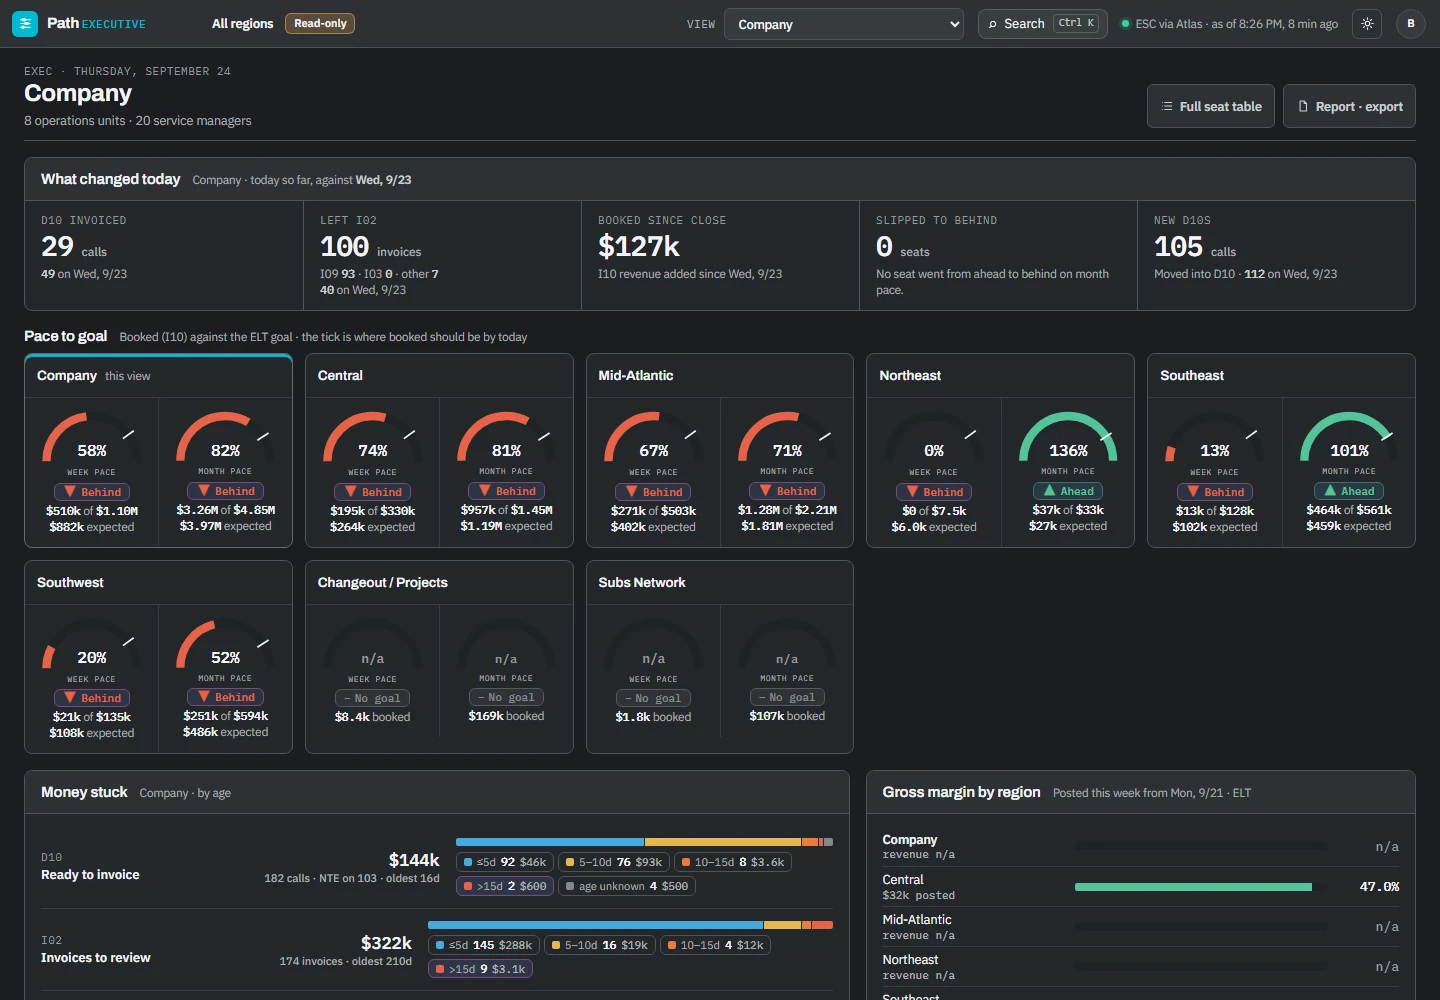 Path EXECUTIVE
All regions
Read-only
VIEW
Company
Search
Ctrl K
ESC via Atlas · as of 8:26 PM, 8 min ago
B
EXEC · THURSDAY, SEPTEMBER 24
Company
8 operations units · 20 service managers
Full seat table
Report · export
What changed today
Company · today so far, against Wed, 9/23
D10 INVOICED
29 calls
49 on Wed, 9/23
LEFT I02
100 invoices
I09 93 · I03 0 · other 7
40 on Wed, 9/23
BOOKED SINCE CLOSE
$127k
I10 revenue added since Wed, 9/23
SLIPPED TO BEHIND
0 seats
No seat went from ahead to behind on month
pace.
NEW D10S
105 calls
Moved into D10 · 112 on Wed, 9/23
Pace to goal
Booked (I10) against the ELT goal · the tick is where booked should be by today
Company this view
58%
WEEK PACE
Behind
$510k of $1.10M
$882k expected
82%
MONTH PACE
Behind
$3.26M of $4.85M
$3.97M expected
Central
74%
WEEK PACE
Behind
$195k of $330k
$264k expected
81%
MONTH PACE
Behind
$957k of $1.45M
$1.19M expected
Mid-Atlantic
67%
WEEK PACE
Behind
$271k of $503k
$402k expected
71%
MONTH PACE
Behind
$1.28M of $2.21M
$1.81M expected
Northeast
0%
WEEK PACE
Behind
$0 of $7.5k
$6.0k expected
136%
MONTH PACE
Ahead
$37k of $33k
$27k expected
Southeast
13%
WEEK PACE
Behind
$13k of $128k
$102k expected
101%
MONTH PACE
Ahead
$464k of $561k
$459k expected
Southwest
20%
WEEK PACE
Behind
$21k of $135k
$108k expected
52%
MONTH PACE
Behind
$251k of $594k
$486k expected
Changeout / Projects
n/a
WEEK PACE
– No goal
$8.4k booked
n/a
MONTH PACE
– No goal
$169k booked
Subs Network
n/a
WEEK PACE
– No goal
$1.8k booked
n/a
MONTH PACE
– No goal
$107k booked
Money stuck
Company · by age
D10
Ready to invoice
$144k
182 calls · NTE on 103 · oldest 16d
≤5d 92 $46k
5–10d 76 $93k
10–15d 8 $3.6k
>15d 2 $600
age unknown 4 $500
I02
Invoices to review
$322k
174 invoices · oldest 210d
≤5d 145 $288k
5–10d 16 $19k
10–15d 4 $12k
>15d 9 $3.1k
Gross margin by region
Posted this week from Mon, 9/21 · ELT
Company
revenue n/a
n/a
Central
$32k posted
47.0%
Mid-Atlantic
revenue n/a
n/a
Northeast
revenue n/a
n/a
Southeast